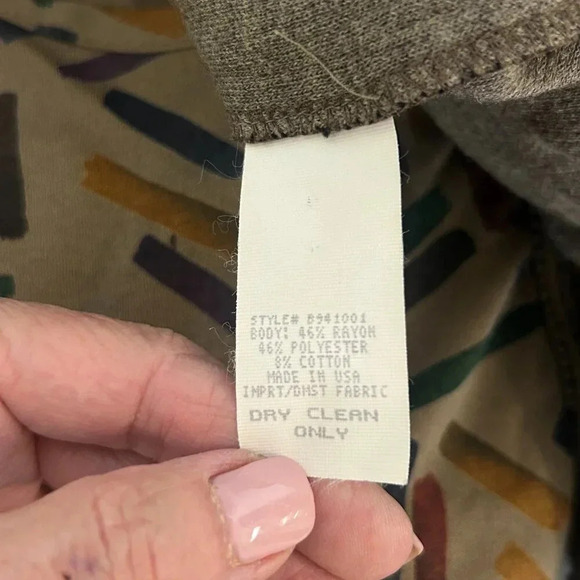 STYLE# 8941001
BODY: 46% RAYON
46% POLYESTER
8% COTTON
MADE IN USA
IMPRT/DMST FABRIC
DRY CLEAN
ONLY